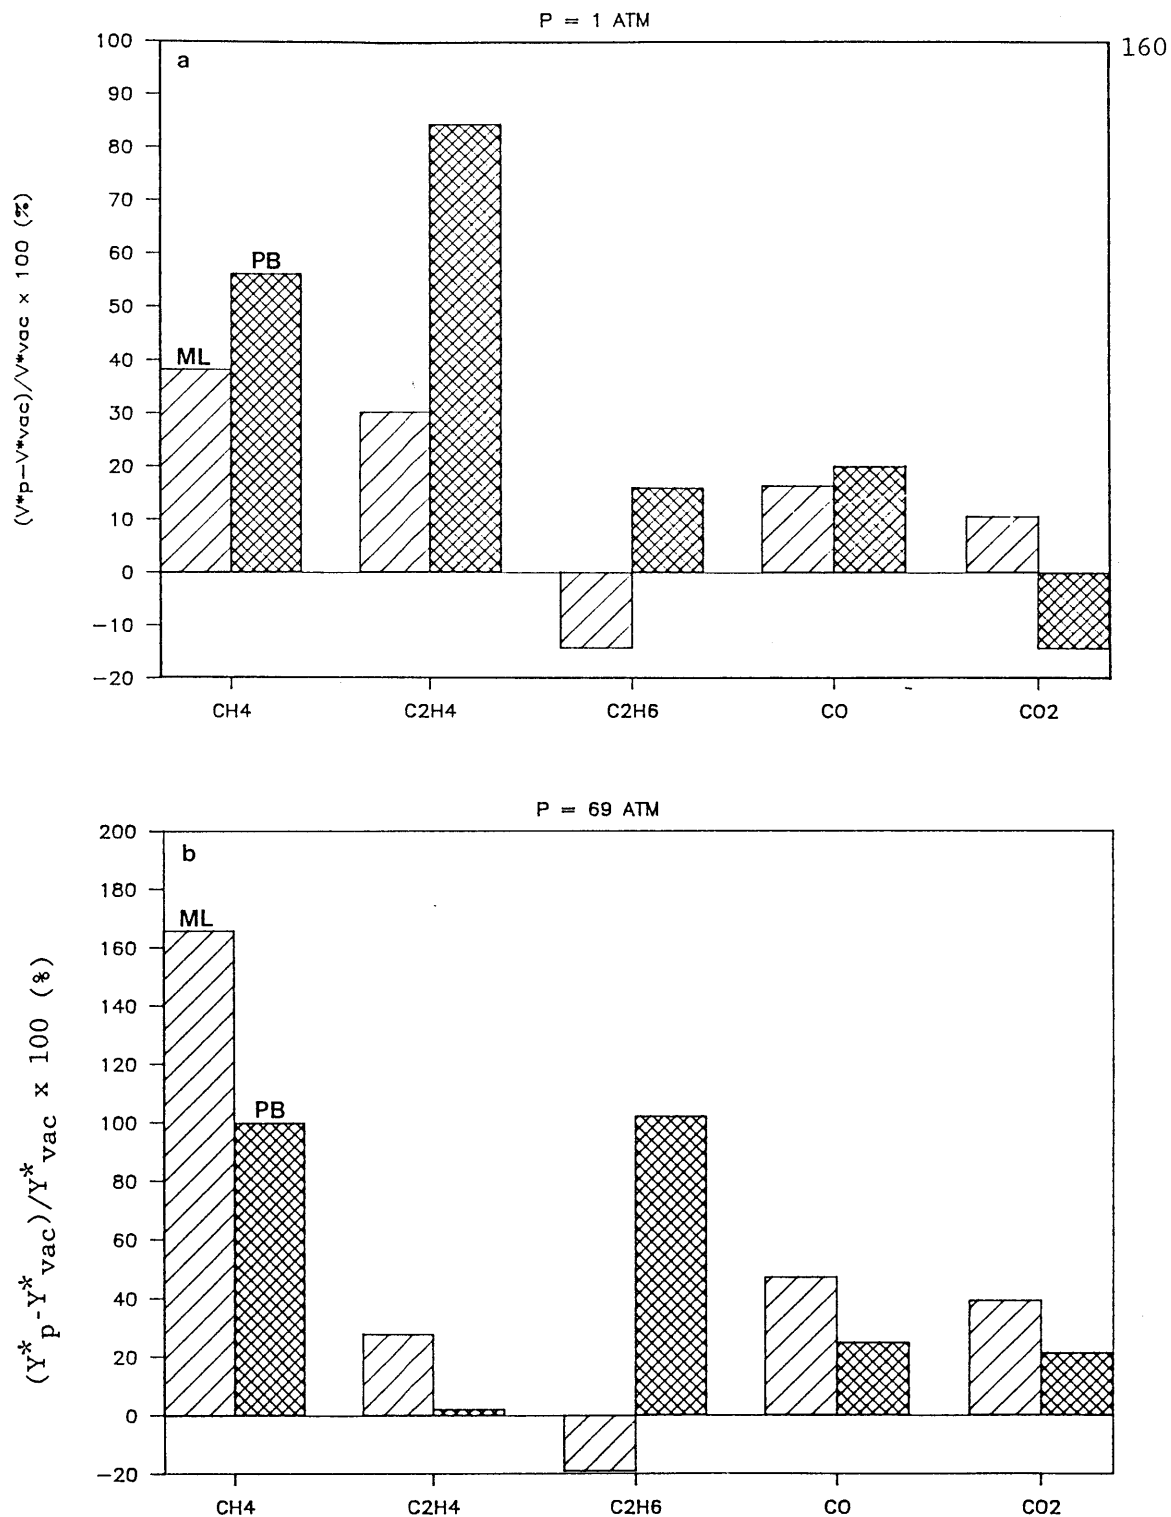 P = 1 ATM
160
a
100
90
80
70
60
50
40
30
20
10
0
-10
-20
(V*p-V*vac)/V*vac x 100 (%)
ML
PB
CH4
C2H4
C2H6
CO
CO2
P = 69 ATM
b
200
180
160
140
120
100
80
60
40
20
0
-20
(Y*p-Y*vac)/Y*vac x 100 (%)
ML
PB
CH4
C2H4
C2H6
CO
CO2